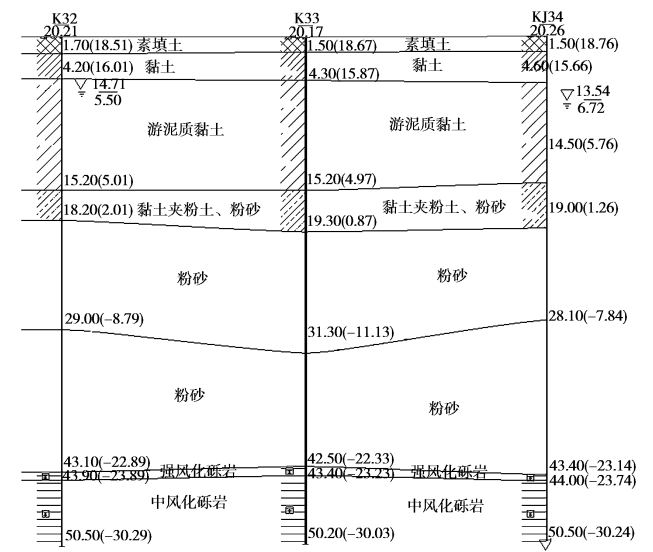 K32 K33 KJ34
20.21 20.17 20.26
1.70(18.51) 素填土 1.50(18.67) 素填土 1.50(18.76)
4.20(16.01) 黏土 4.30(15.87) 黏土 4.60(15.66)
14.71
5.50
13.54
6.72
游泥质黏土 游泥质黏土 14.50(5.76)
15.20(5.01) 15.20(4.97)
18.20(2.01) 黏土夹粉土、粉砂 19.30(0.87) 黏土夹粉土、粉砂 19.00(1.26)
粉砂 粉砂
29.00(−8.79) 31.30(−11.13) 28.10(−7.84)
粉砂 粉砂
43.10(−22.89) 42.50(−22.33) 43.40(−23.14)
强风化砾岩 强风化砾岩
43.90(−23.89) 43.40(−23.23) 44.00(−23.74)
中风化砾岩 中风化砾岩
50.50(−30.29) 50.20(−30.03) 50.50(−30.24)